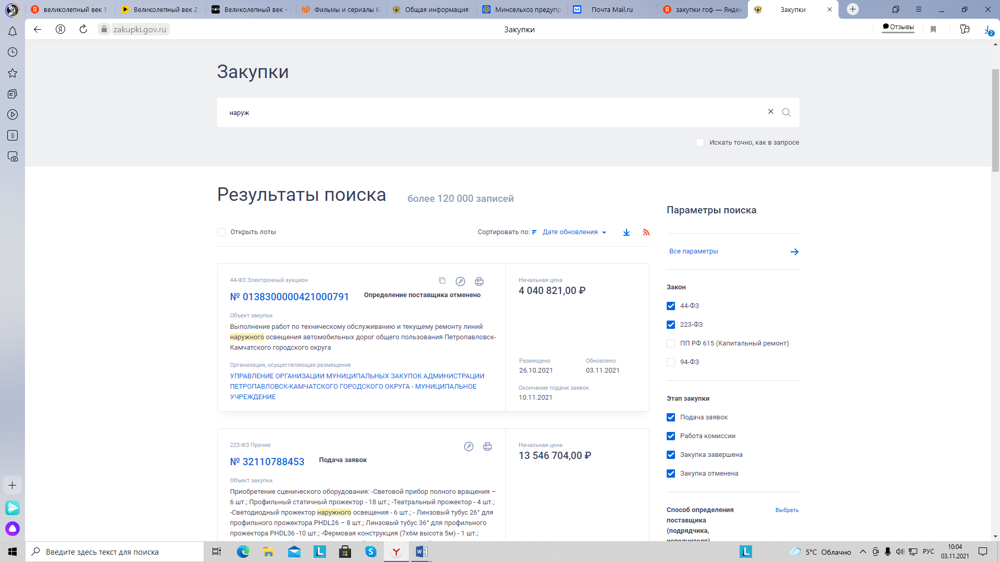 великолепный век 1
Великолепный век 2
Великолепный век -
Фильмы и сериалы
Общая информация
Минсельхоз предупр
Почта Mail.ru
закупки гоф — Яндек
Закупки
zakupki.gov.ru
Закупки
Отзывы
2
9
Закупки
наруж
Искать точно, как в запросе
Результаты поиска
более 120 000 записей
Открыть лоты
Сортировать по:
Дате обновления
44-ФЗ Электронный аукцион
№ 0138300000421000791
Определение поставщика отменено
Объект закупки
Выполнение работ по техническому обслуживанию и текущему ремонту линий
наружного освещения автомобильных дорог общего пользования Петропавловск-
Камчатского городского округа
Организация, осуществляющая размещение
УПРАВЛЕНИЕ ОРГАНИЗАЦИИ МУНИЦИПАЛЬНЫХ ЗАКУПОК АДМИНИСТРАЦИИ
ПЕТРОПАВЛОВСК-КАМЧАТСКОГО ГОРОДСКОГО ОКРУГА - МУНИЦИПАЛЬНОЕ
УЧРЕЖДЕНИЕ
Начальная цена
4 040 821,00 ₽
Размещено
26.10.2021
Обновлено
03.11.2021
Окончание подачи заявок
10.11.2021
223-ФЗ Прочие
№ 32110788453
Подача заявок
Объект закупки
Приобретение сценического оборудования: -Световой прибор полного вращения –
6 шт.; Профильный статичный прожектор - 18 шт.; -Театральный прожектор - 4 шт.;
-Светодиодный прожектор наружного освещения - 6 шт.; - Линзовый тубус 26° для
профильного прожектора PHDL26 – 8 шт.; Линзовый тубус 36° для профильного
прожектора PHDL36 -10 шт.; -Фермовая конструкция (7х6м высота 5м) - 1 шт.;
Начальная цена
13 546 704,00 ₽
Параметры поиска
Все параметры
Закон
44-ФЗ
223-ФЗ
ПП РФ 615 (Капитальный ремонт)
94-ФЗ
Этап закупки
Подача заявок
Работа комиссии
Закупка завершена
Закупка отменена
Способ определения
поставщика
(подрядчика,
исполнителя)
Выбрать
Введите здесь текст для поиска
5°C Облачно
РУС
10:04
03.11.2021